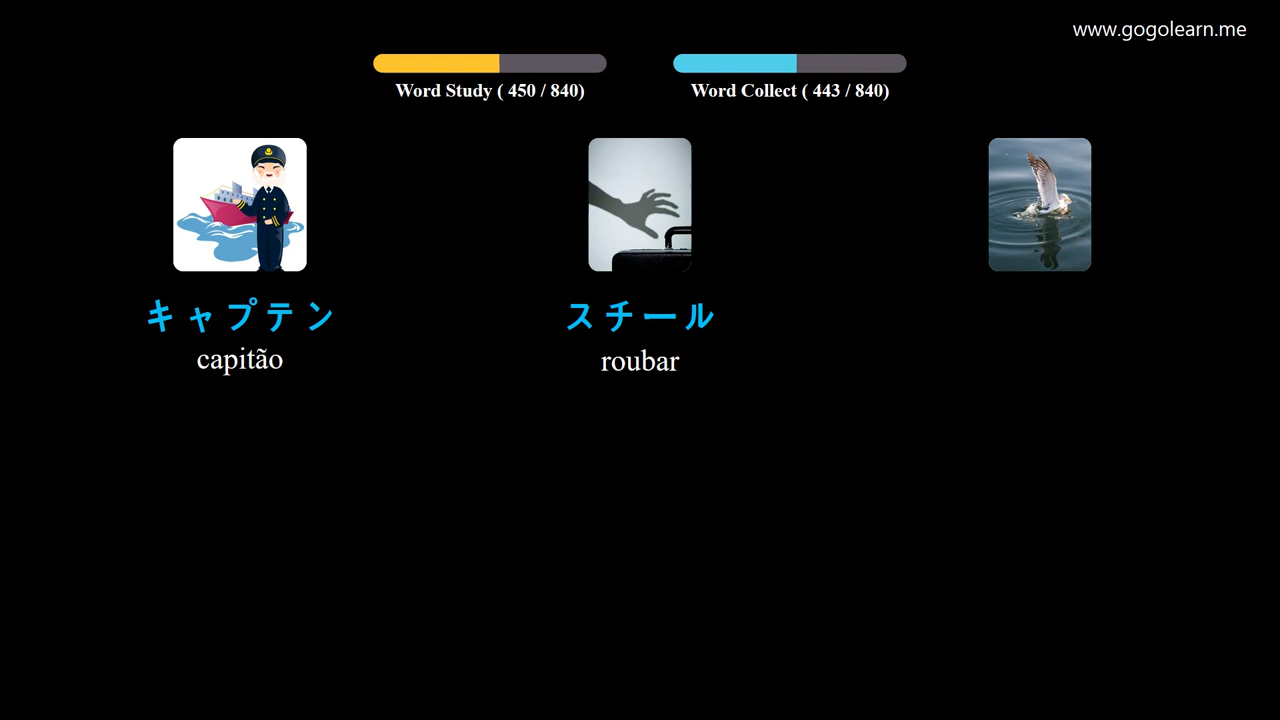 www.gogolearn.me
Word Study ( 450 / 840)
Word Collect ( 443 / 840)
キャプテン
capitão
スチール
roubar